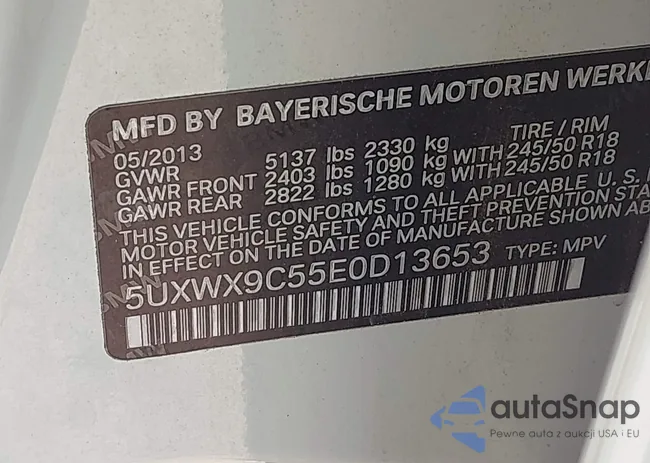 MFD BY BAYERISCHE MOTOREN WERKE
05/2013
GVWR 5137 lbs 2330 kg TIRE / RIM
GAWR FRONT 2403 lbs 1090 kg WITH 245/50 R18
GAWR REAR 2822 lbs 1280 kg WITH 245/50 R18
THIS VEHICLE CONFORMS TO ALL APPLICABLE U. S.
MOTOR VEHICLE SAFETY AND THEFT PREVENTION STA
IN EFFECT ON THE DATE OF MANUFACTURE SHOWN AB
5UXWX9C55E0D13653 TYPE: MPV
autaSnap
Pewne auta z aukcji USA i EU